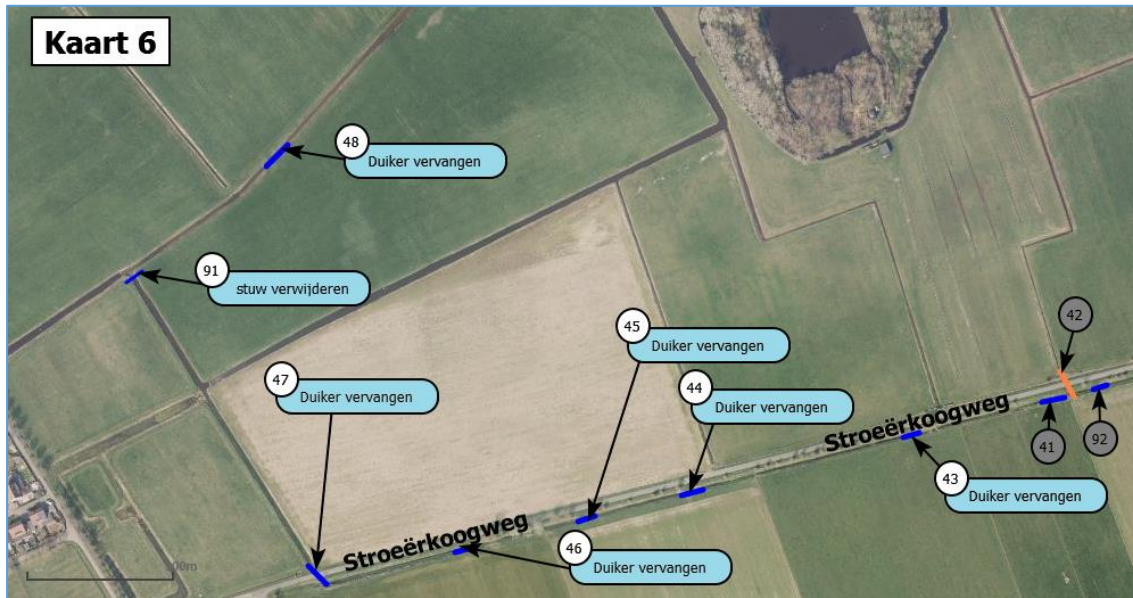 Kaart 6
48
Duiker vervangen
91
stuw verwijderen
45
Duiker vervangen
42
47
Duiker vervangen
44
Duiker vervangen
Stroeërkoogweg
41
92
43
Duiker vervangen
Stroeërkoogweg
46
Duiker vervangen